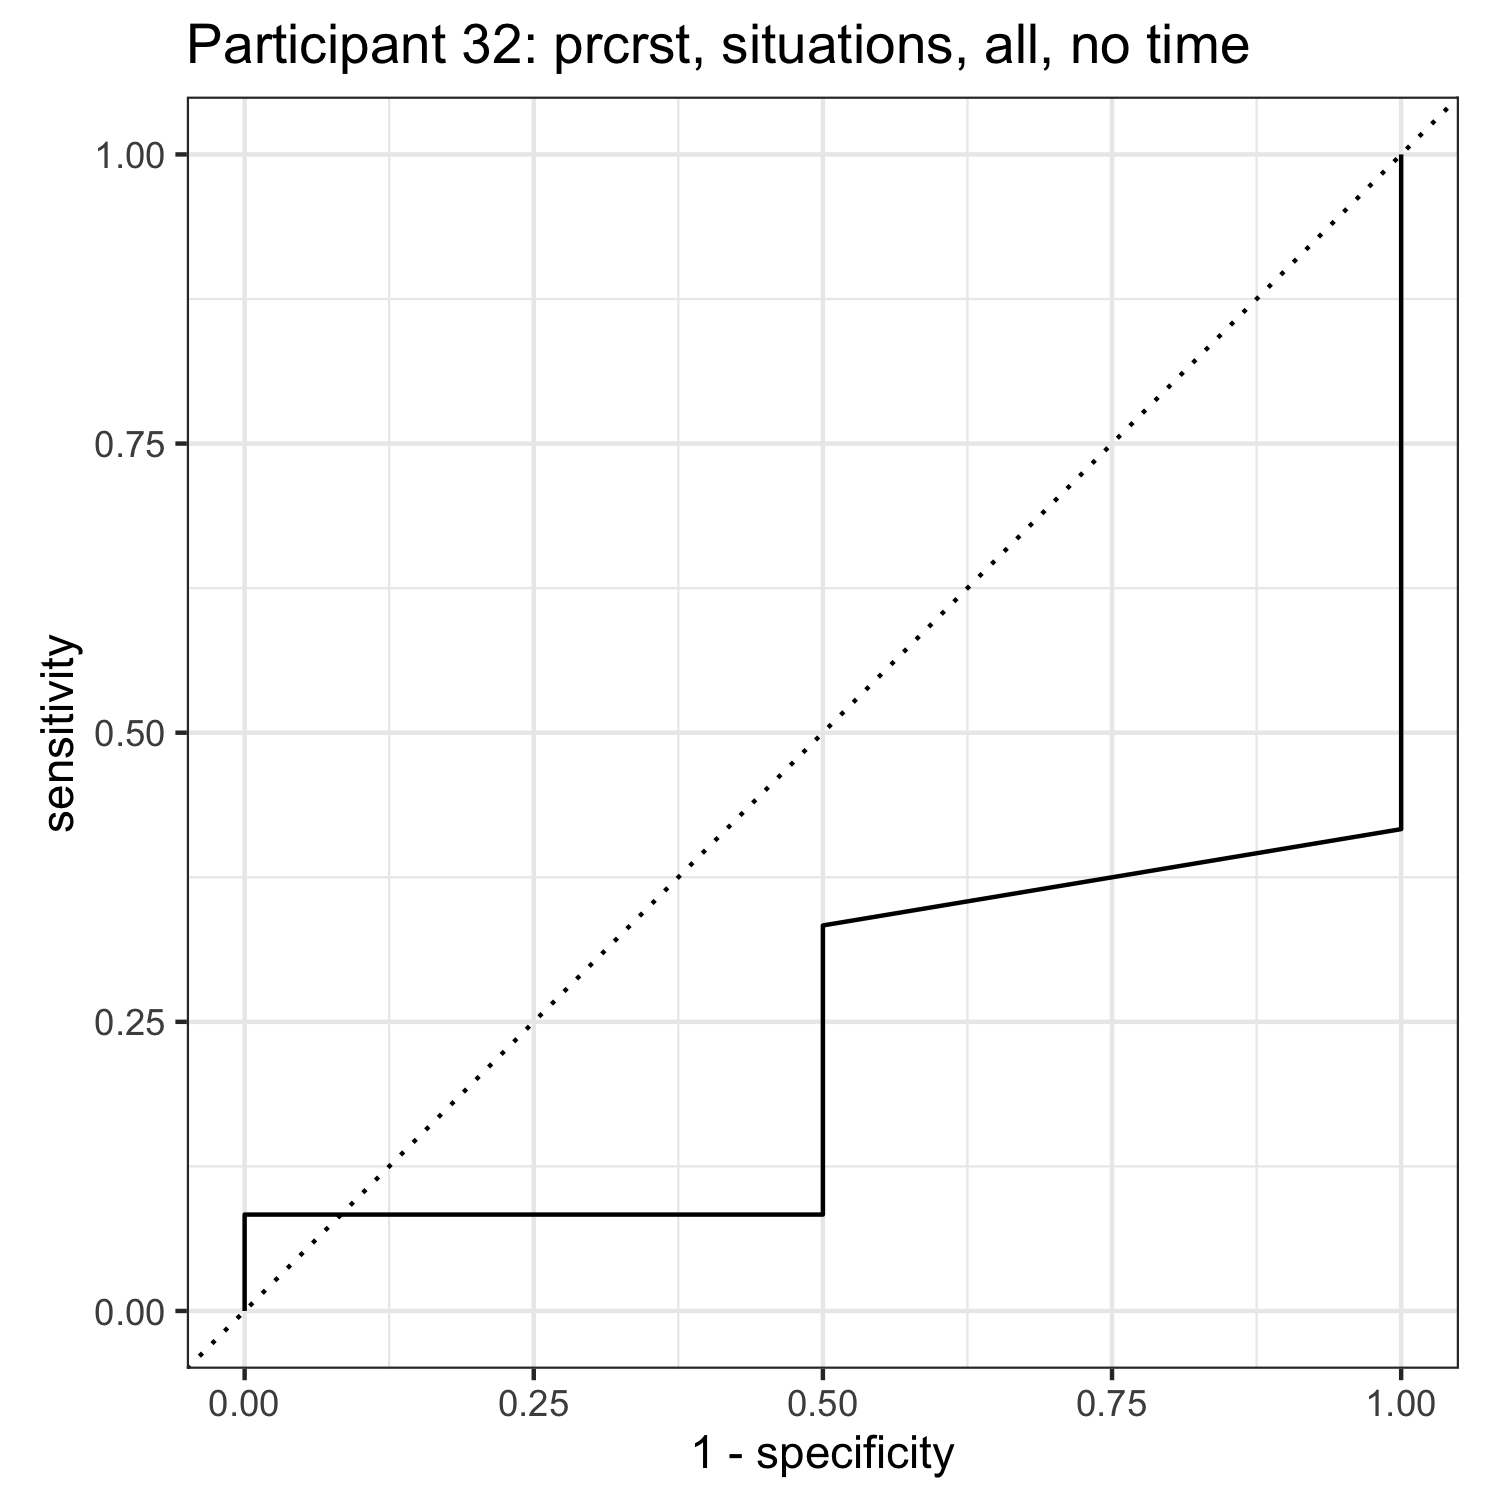 Participant 32: prcrst, situations, all, no time
1.00
0.75
0.50
0.25
0.00
sensitivity
0.00 0.25 0.50 0.75 1.00
1 - specificity